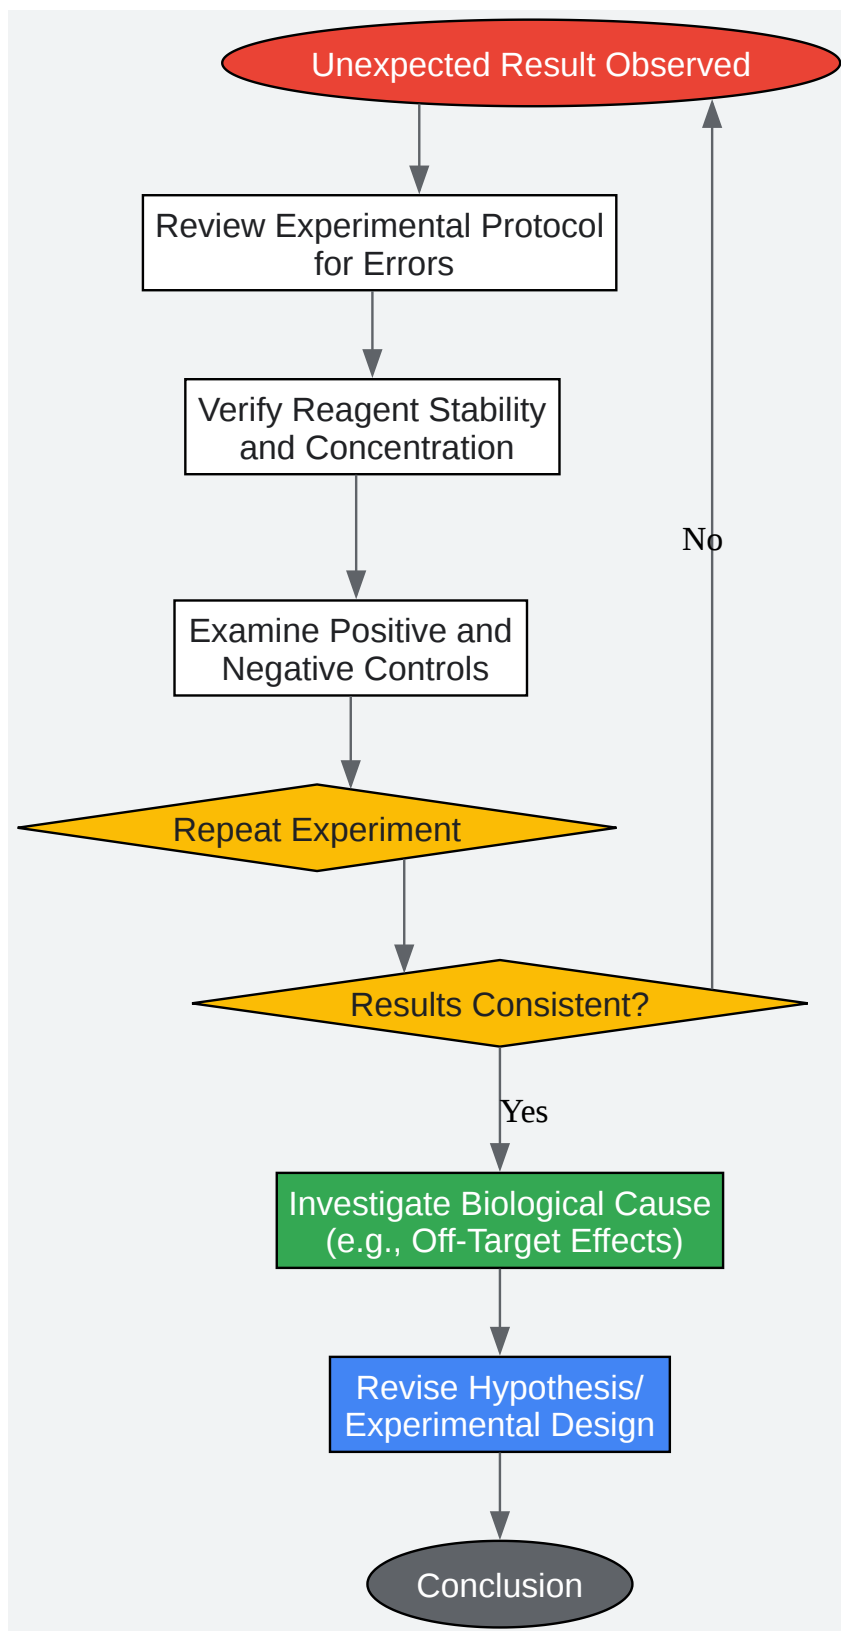 Unexpected Result Observed
Review Experimental Protocol
for Errors
Verify Reagent Stability
and Concentration
No
Examine Positive and
Negative Controls
Repeat Experiment
Results Consistent?
Yes
Investigate Biological Cause
(e.g., Off-Target Effects)
Revise Hypothesis/
Experimental Design
Conclusion